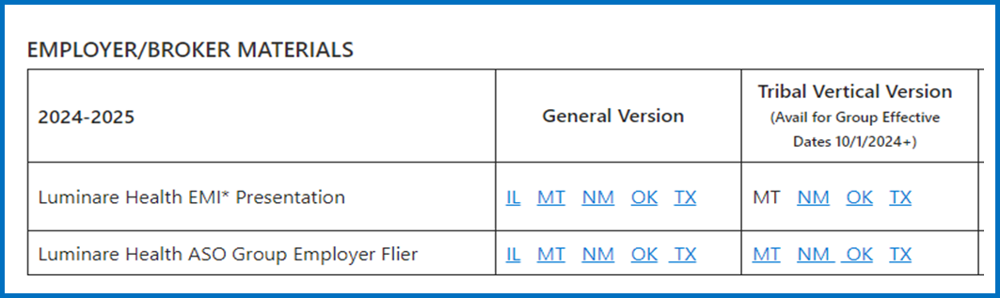 EMPLOYER/BROKER MATERIALS
2024-2025
General Version
Tribal Vertical Version
(Avail for Group Effective
Dates 10/1/2024+)
Luminare Health EMI* Presentation
IL MT NM OK TX
MT NM OK TX
Luminare Health ASO Group Employer Flier
IL MT NM OK TX
MT NM OK TX